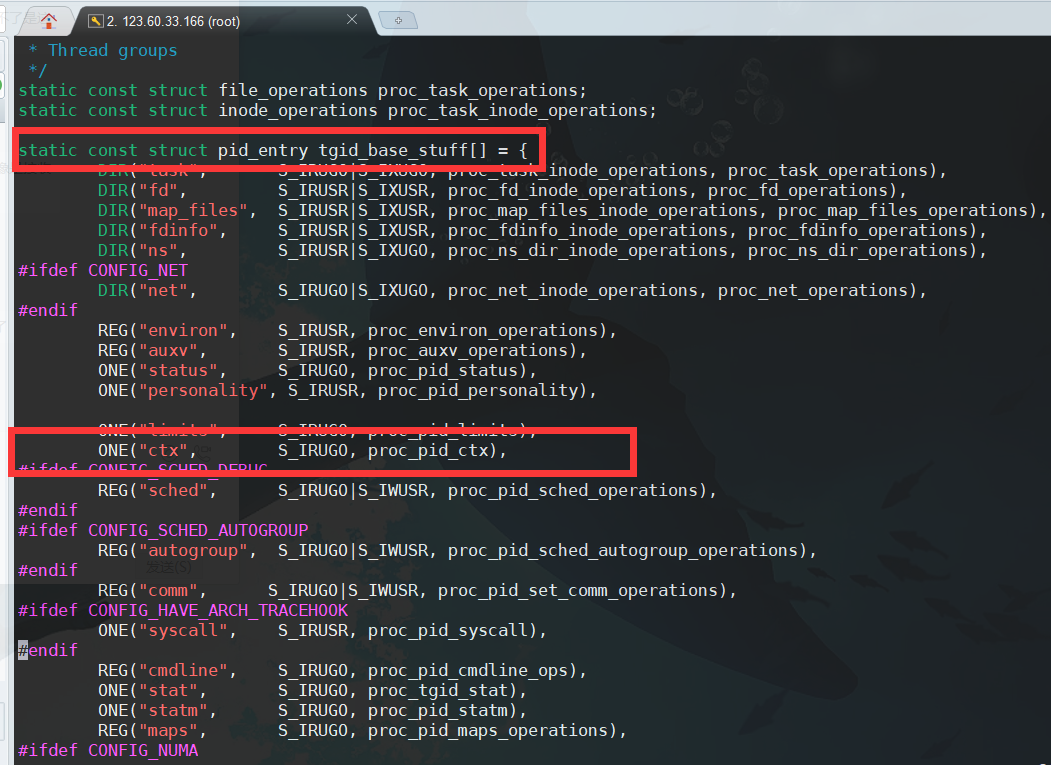 2. 123.60.33.166 (root)
* Thread groups
*/
static const struct file_operations proc_task_operations;
static const struct inode_operations proc_task_inode_operations;
static const struct pid_entry tgid_base_stuff[] = {
DIR("task", S_IRUGO|S_IXUGO, proc_task_inode_operations, proc_task_operations),
DIR("fd", S_IRUSR|S_IXUSR, proc_fd_inode_operations, proc_fd_operations),
DIR("map_files", S_IRUSR|S_IXUSR, proc_map_files_inode_operations, proc_map_files_operations),
DIR("fdinfo", S_IRUSR|S_IXUSR, proc_fdinfo_inode_operations, proc_fdinfo_operations),
DIR("ns", S_IRUSR|S_IXUGO, proc_ns_dir_inode_operations, proc_ns_dir_operations),
#ifdef CONFIG_NET
DIR("net", S_IRUGO|S_IXUGO, proc_net_inode_operations, proc_net_operations),
#endif
REG("environ", S_IRUSR, proc_environ_operations),
REG("auxv", S_IRUSR, proc_auxv_operations),
ONE("status", S_IRUGO, proc_pid_status),
ONE("personality", S_IRUSR, proc_pid_personality),
ONE("limits", S_IRUGO, proc_pid_limits),
ONE("ctx", S_IRUGO, proc_pid_ctx),
#ifdef CONFIG_SCHED_DEBUG
REG("sched", S_IRUGO|S_IWUSR, proc_pid_sched_operations),
#endif
#ifdef CONFIG_SCHED_AUTOGROUP
REG("autogroup", S_IRUGO|S_IWUSR, proc_pid_sched_autogroup_operations),
#endif
发送(S)
REG("comm", S_IRUGO|S_IWUSR, proc_pid_set_comm_operations),
#ifdef CONFIG_HAVE_ARCH_TRACEHOOK
ONE("syscall", S_IRUSR, proc_pid_syscall),
#endif
REG("cmdline", S_IRUGO, proc_pid_cmdline_ops),
ONE("stat", S_IRUGO, proc_tgid_stat),
ONE("statm", S_IRUGO, proc_pid_statm),
REG("maps", S_IRUGO, proc_pid_maps_operations),
#ifdef CONFIG_NUMA